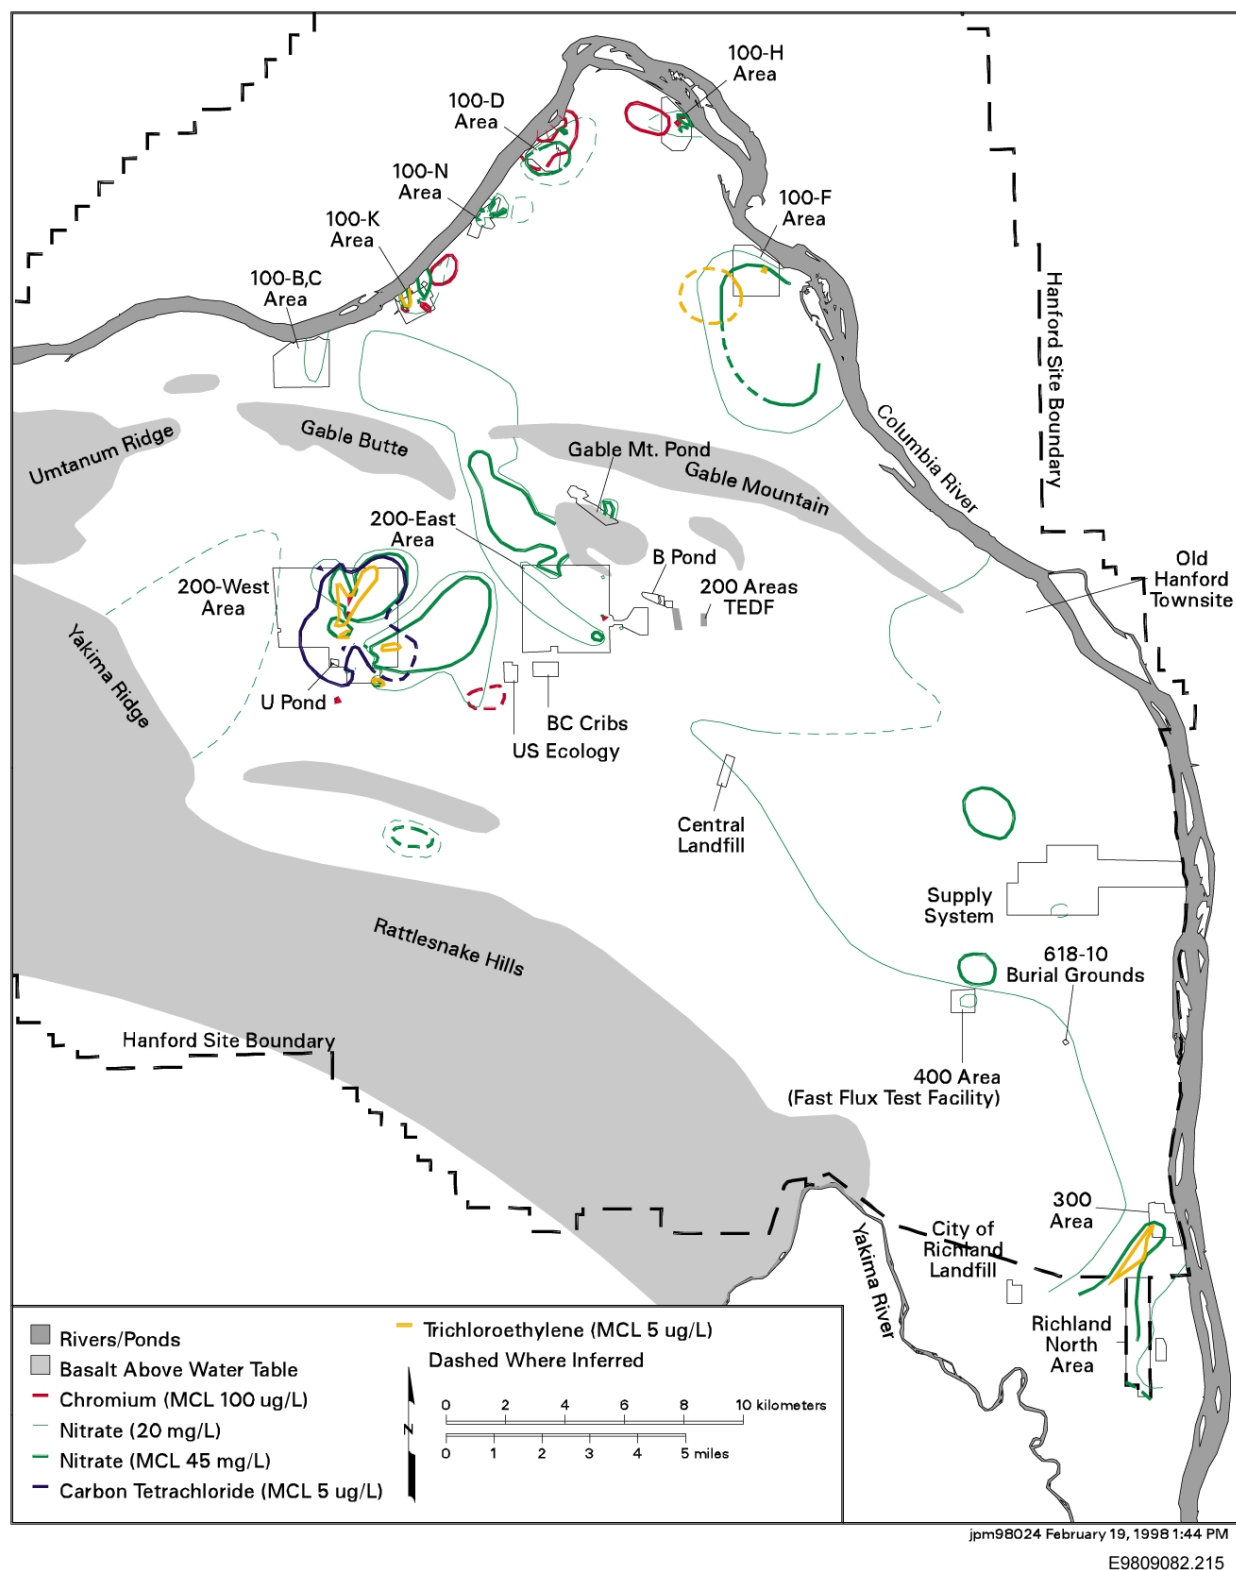 100-H
Area
100-D
Area
100-N
Area
100-F
Area
100-K
Area
100-B,C
Area
Hanford Site Boundary
Columbia River
Umtanum Ridge
Gable Butte
Gable Mt. Pond
Gable Mountain
200-East
Area
B Pond
200 Areas
TEDF
Old
Hanford
Townsite
200-West
Area
Yakima Ridge
U Pond
BC Cribs
US Ecology
Central
Landfill
Supply
System
Rattlesnake Hills
618-10
Burial Grounds
Hanford Site Boundary
400 Area
(Fast Flux Test Facility)
300
Area
City of
Richland
Landfill
Yakima River
Richland
North
Area
Rivers/Ponds
Basalt Above Water Table
Chromium (MCL 100 ug/L)
Nitrate (20 mg/L)
Nitrate (MCL 45 mg/L)
Carbon Tetrachloride (MCL 5 ug/L)
Trichloroethylene (MCL 5 ug/L)
Dashed Where Inferred
N
0 2 4 6 8 10 kilometers
0 1 2 3 4 5 miles
jpm98024 February 19, 1998 1:44 PM
E9809082.215